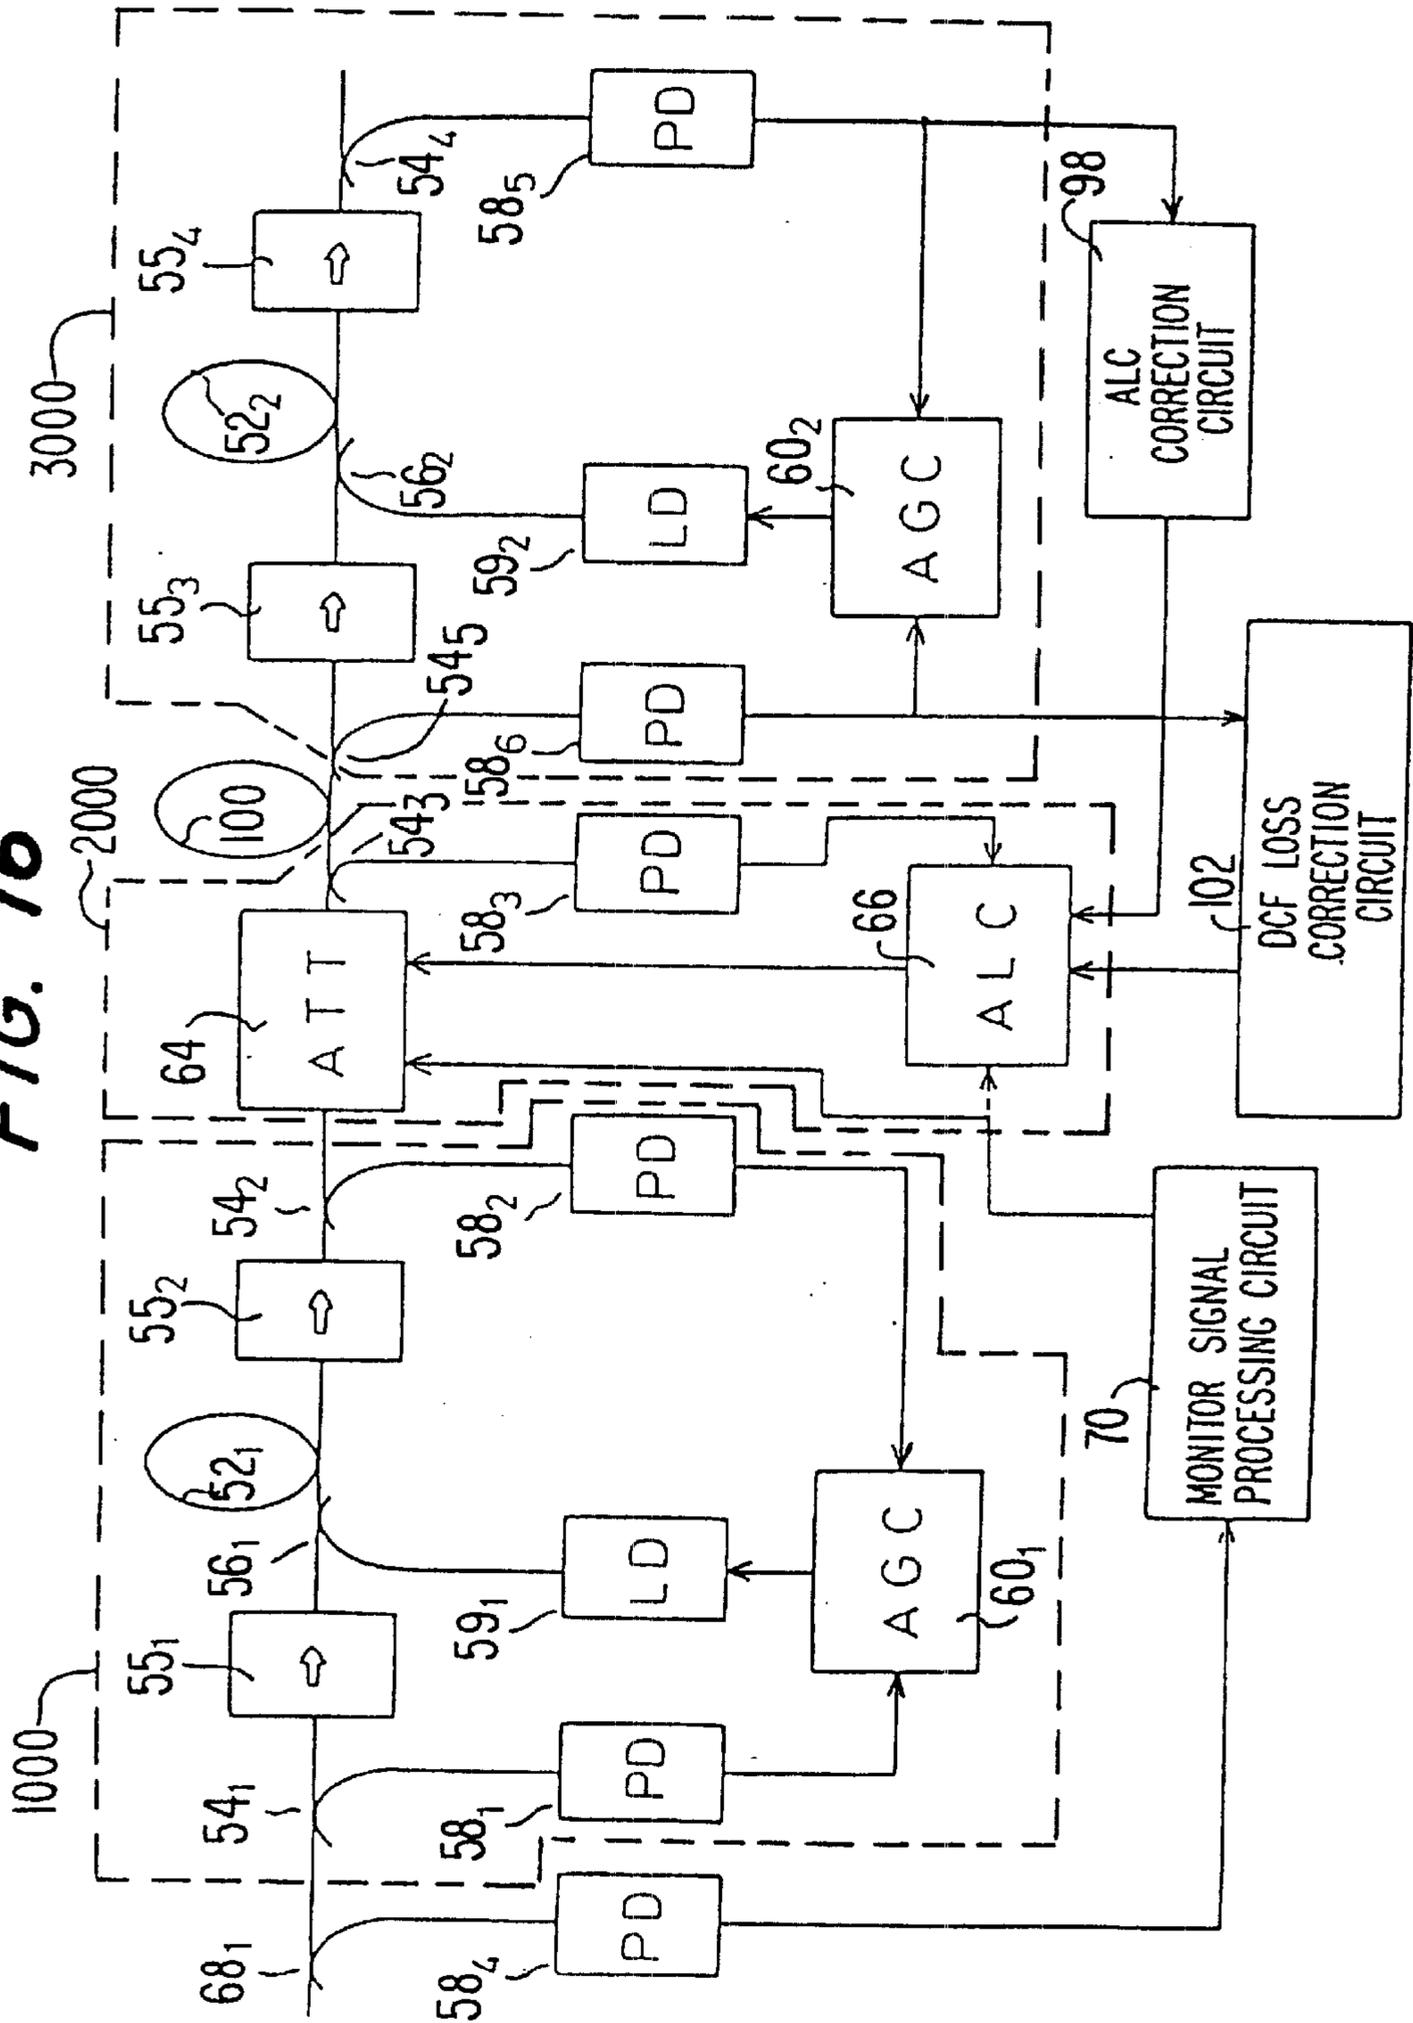 FIG. 16
1000
2000
3000
68₁
54₁
55₁
56₁
52₁
55₂
54₂
64
ATT
54₃
100
54₅
55₃
56₂
52₂
55₄
54₄
58₄
PD
58₁
PD
59₁
LD
58₂
PD
58₃
PD
58₆
PD
59₂
LD
58₅
PD
AGC
60₁
66
ALC
60₂
AGC
70
MONITOR SIGNAL
PROCESSING CIRCUIT
102
DCF LOSS
CORRECTION
CIRCUIT
98
ALC
CORRECTION
CIRCUIT